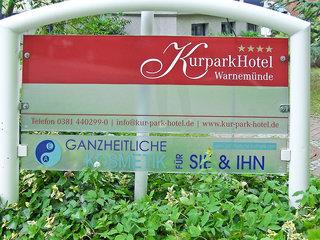 KurparkHotel
Warnemünde
Telefon 0381 440299-0 | info@kur-park-hotel.de | www.kur-park-hotel.de
GANZHEITLICHE
KOSMETIK FÜR SIE & IHN